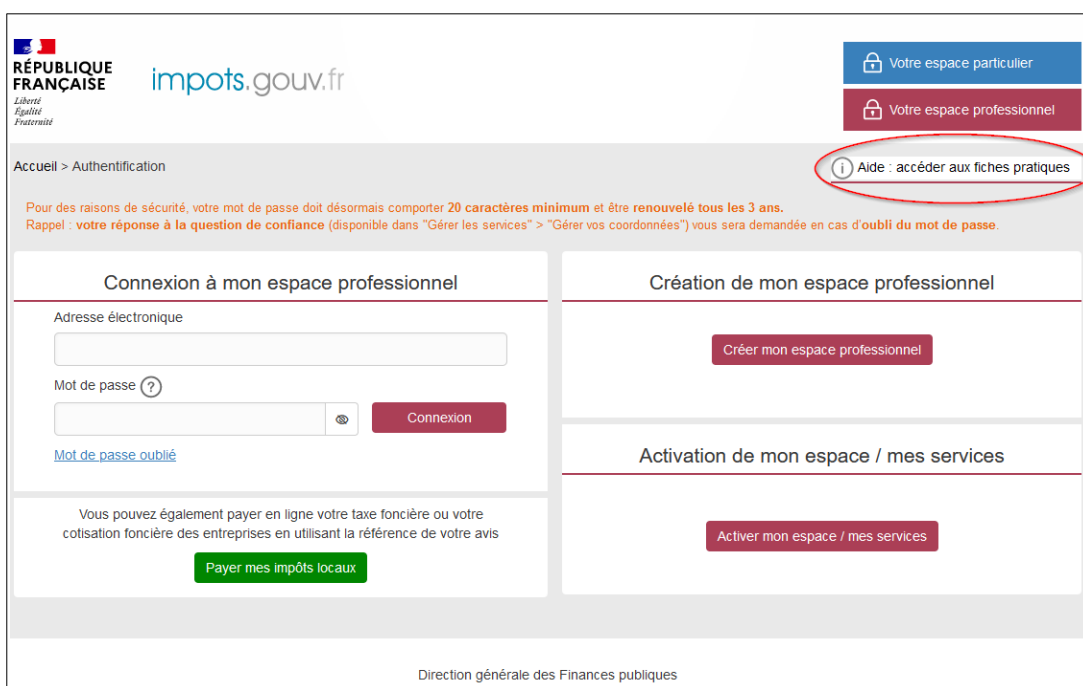 RÉPUBLIQUE
FRANÇAISE
Liberté
Égalité
Fraternité
impots.gouv.fr
Votre espace particulier
Votre espace professionnel
Accueil > Authentification
Aide : accéder aux fiches pratiques
Pour des raisons de sécurité, votre mot de passe doit désormais comporter 20 caractères minimum et être renouvelé tous les 3 ans.
Rappel : votre réponse à la question de confiance (disponible dans "Gérer les services" > "Gérer vos coordonnées") vous sera demandée en cas d'oubli du mot de passe.
Connexion à mon espace professionnel
Adresse électronique
Mot de passe ?
Connexion
Mot de passe oublié
Vous pouvez également payer en ligne votre taxe foncière ou votre
cotisation foncière des entreprises en utilisant la référence de votre avis
Payer mes impôts locaux
Création de mon espace professionnel
Créer mon espace professionnel
Activation de mon espace / mes services
Activer mon espace / mes services
Direction générale des Finances publiques